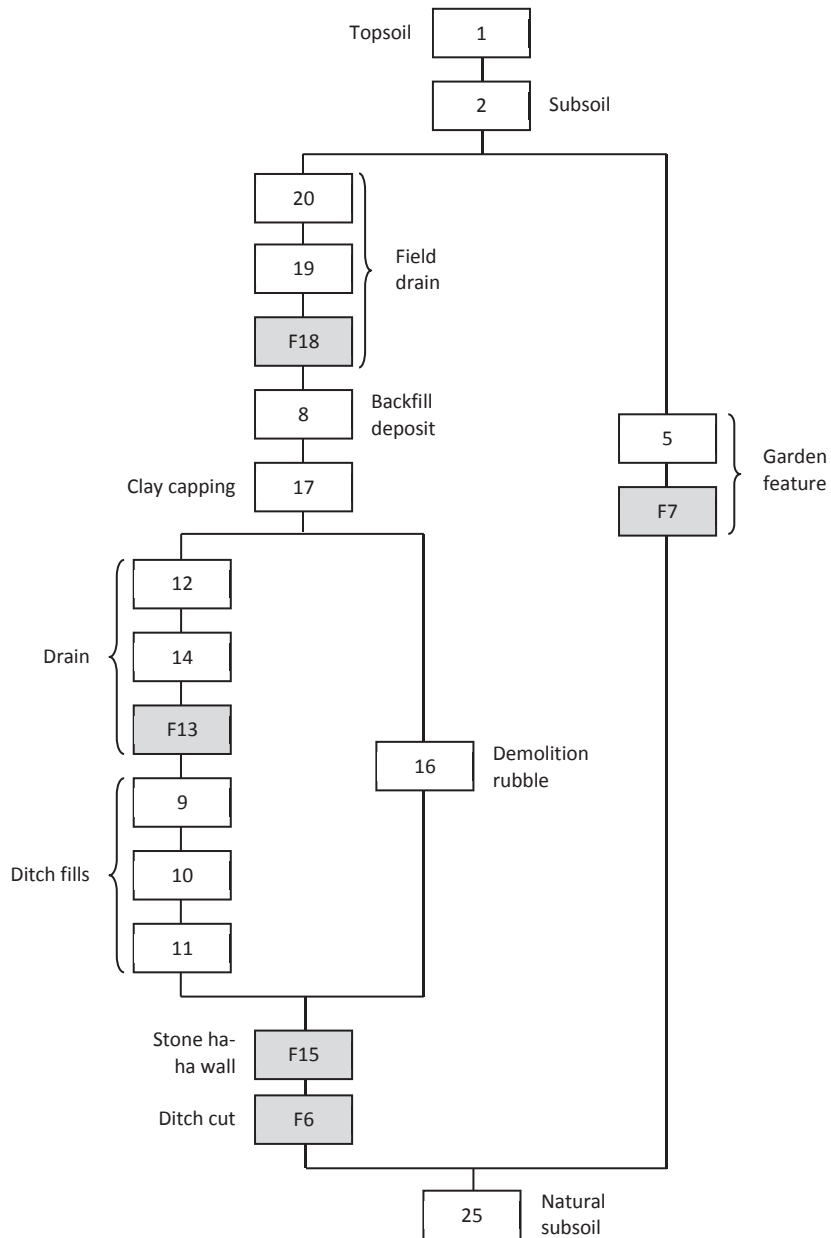 Topsoil
1
2
Subsoil
20
19
Field
drain
F18
8
Backfill
deposit
5
Garden
feature
Clay capping
17
F7
12
Drain
14
F13
16
Demolition
rubble
9
Ditch fills
10
11
Stone ha-
ha wall
F15
Ditch cut
F6
25
Natural
subsoil